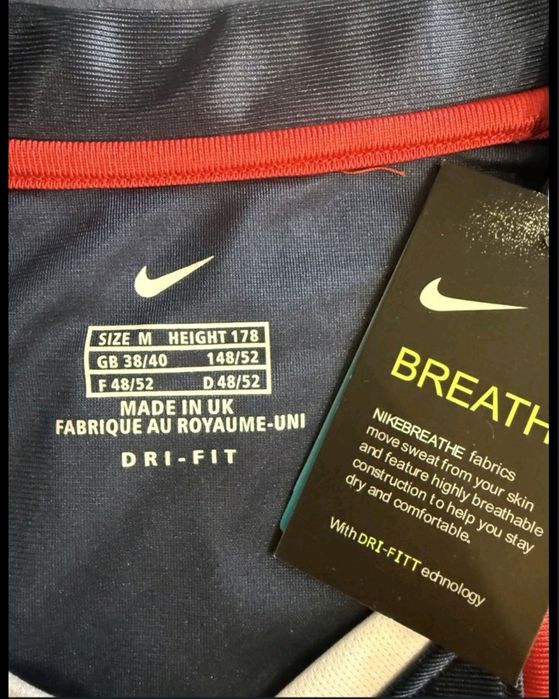 SIZE M HEIGHT 178
GB 38/40 148/52
F 48/52 D 48/52
MADE IN UK
FABRIQUE AU ROYAUME-UNI
DRI-FIT
BREATH
NIKEBREATHE fabrics
move sweat from your skin
and feature highly breathable
construction to help you stay
dry and comfortable.
With DRI-FITT echnology